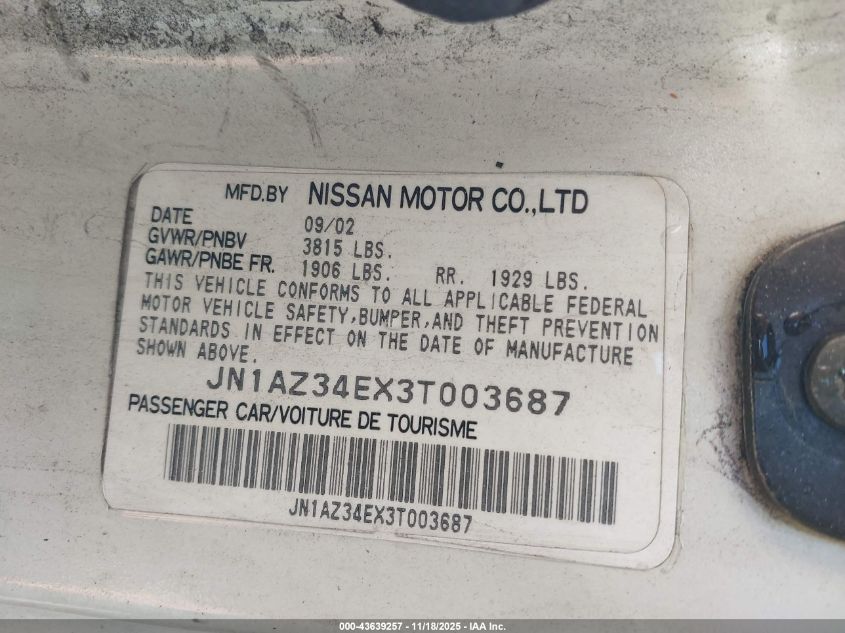 MFD.BY NISSAN MOTOR CO.,LTD
DATE 09/02
GVWR/PNBV 3815 LBS.
GAWR/PNBE FR. 1906 LBS. RR. 1929 LBS.
THIS VEHICLE CONFORMS TO ALL APPLICABLE FEDERAL
MOTOR VEHICLE SAFETY,BUMPER,AND THEFT PREVENTION
STANDARDS IN EFFECT ON THE DATE OF MANUFACTURE
SHOWN ABOVE.
JN1AZ34EX3T003687
PASSENGER CAR/VOITURE DE TOURISME
JN1AZ34EX3T003687
000-43639257 - 11/18/2025 - IAA Inc.